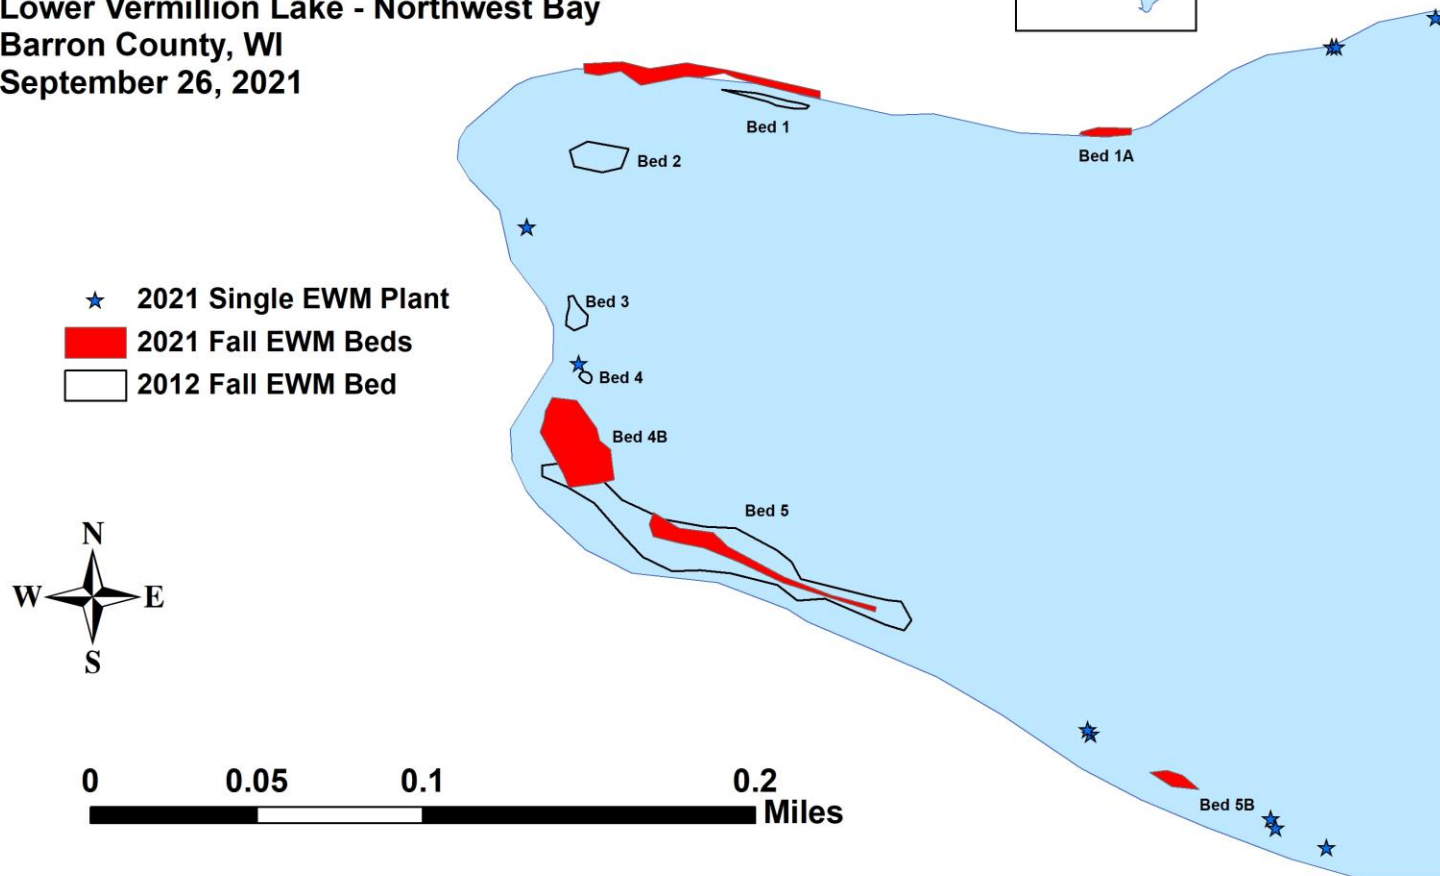 Lower Vermillion Lake - Northwest Bay
Barron County, WI
September 26, 2021
Bed 1
Bed 1A
Bed 2
2021 Single EWM Plant
2021 Fall EWM Beds
2012 Fall EWM Bed
Bed 3
Bed 4
Bed 4B
Bed 5
N
W E
S
0 0.05 0.1 0.2
Miles
Bed 5B